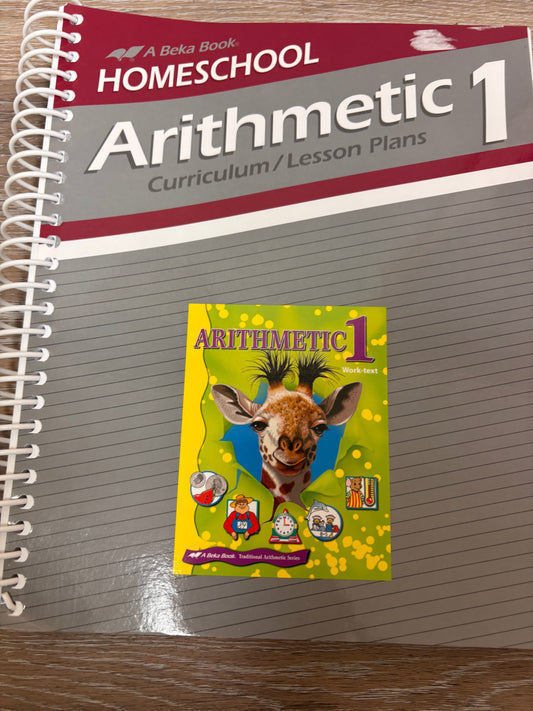 A Beka Book®
HOMESCHOOL
Arithmetic 1
Curriculum/Lesson Plans
ARITHMETIC 1
Work-text
A Beka Book® Traditional Arithmetic Series